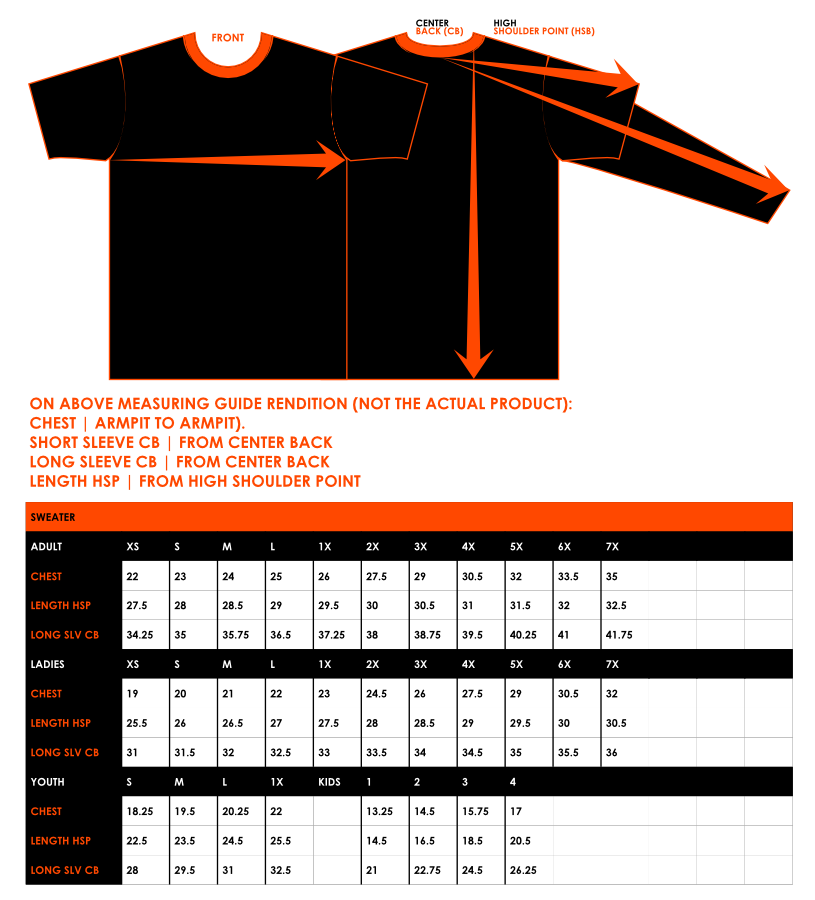 FRONT
CENTER
BACK (CB)
HIGH
SHOULDER POINT (HSB)
ON ABOVE MEASURING GUIDE RENDITION (NOT THE ACTUAL PRODUCT):
CHEST | ARMPIT TO ARMPIT).
SHORT SLEEVE CB | FROM CENTER BACK
LONG SLEEVE CB | FROM CENTER BACK
LENGTH HSP | FROM HIGH SHOULDER POINT
SWEATER
ADULT XS S M L 1X 2X 3X 4X 5X 6X 7X
CHEST 22 23 24 25 26 27.5 29 30.5 32 33.5 35
LENGTH HSP 27.5 28 28.5 29 29.5 30 30.5 31 31.5 32 32.5
LONG SLV CB 34.25 35 35.75 36.5 37.25 38 38.75 39.5 40.25 41 41.75
LADIES XS S M L 1X 2X 3X 4X 5X 6X 7X
CHEST 19 20 21 22 23 24.5 26 27.5 29 30.5 32
LENGTH HSP 25.5 26 26.5 27 27.5 28 28.5 29 29.5 30 30.5
LONG SLV CB 31 31.5 32 32.5 33 33.5 34 34.5 35 35.5 36
YOUTH S M L 1X KIDS 1 2 3 4
CHEST 18.25 19.5 20.25 22 13.25 14.5 15.75 17
LENGTH HSP 22.5 23.5 24.5 25.5 14.5 16.5 18.5 20.5
LONG SLV CB 28 29.5 31 32.5 21 22.75 24.5 26.25